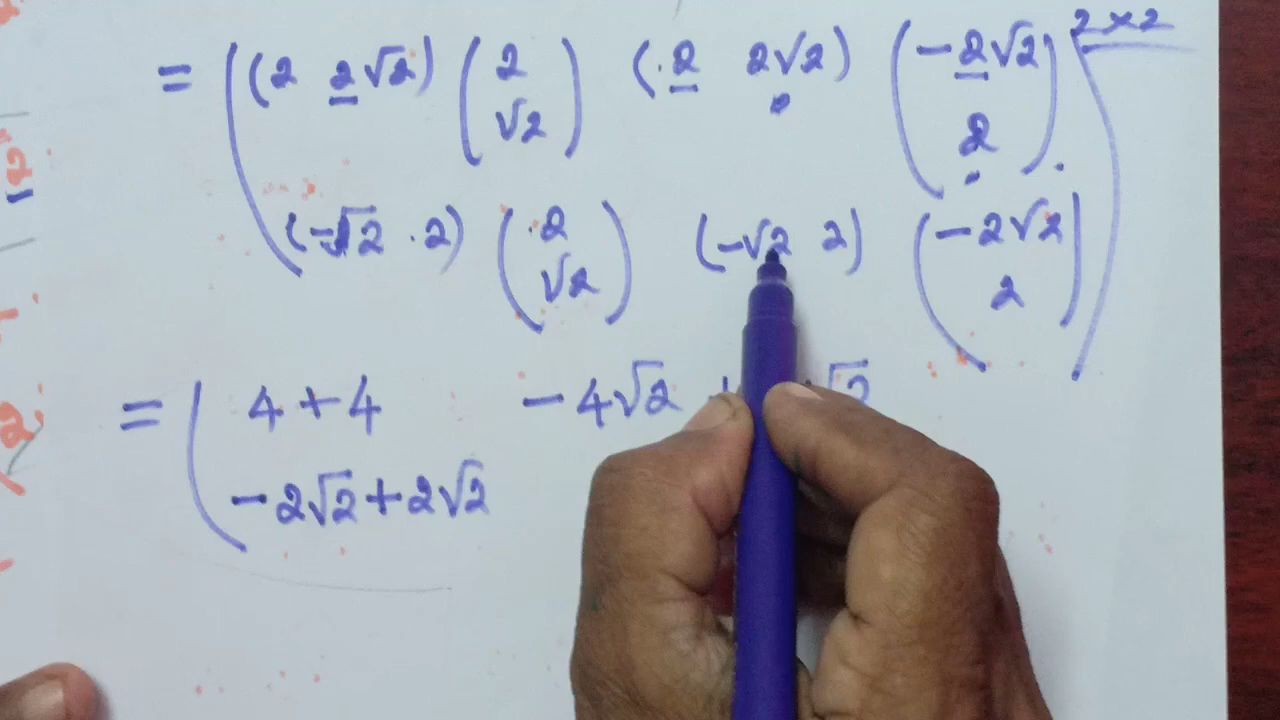 = ( (2 2√2) ( 2 √2 ) (2 2√2) ( -2√2 2 ) ) 2×2
(-√2 2) ( 2 √2 ) (-√2 2) ( -2√2 2 )
= ( 4+4 -4√2 + √2
-2√2+2√2